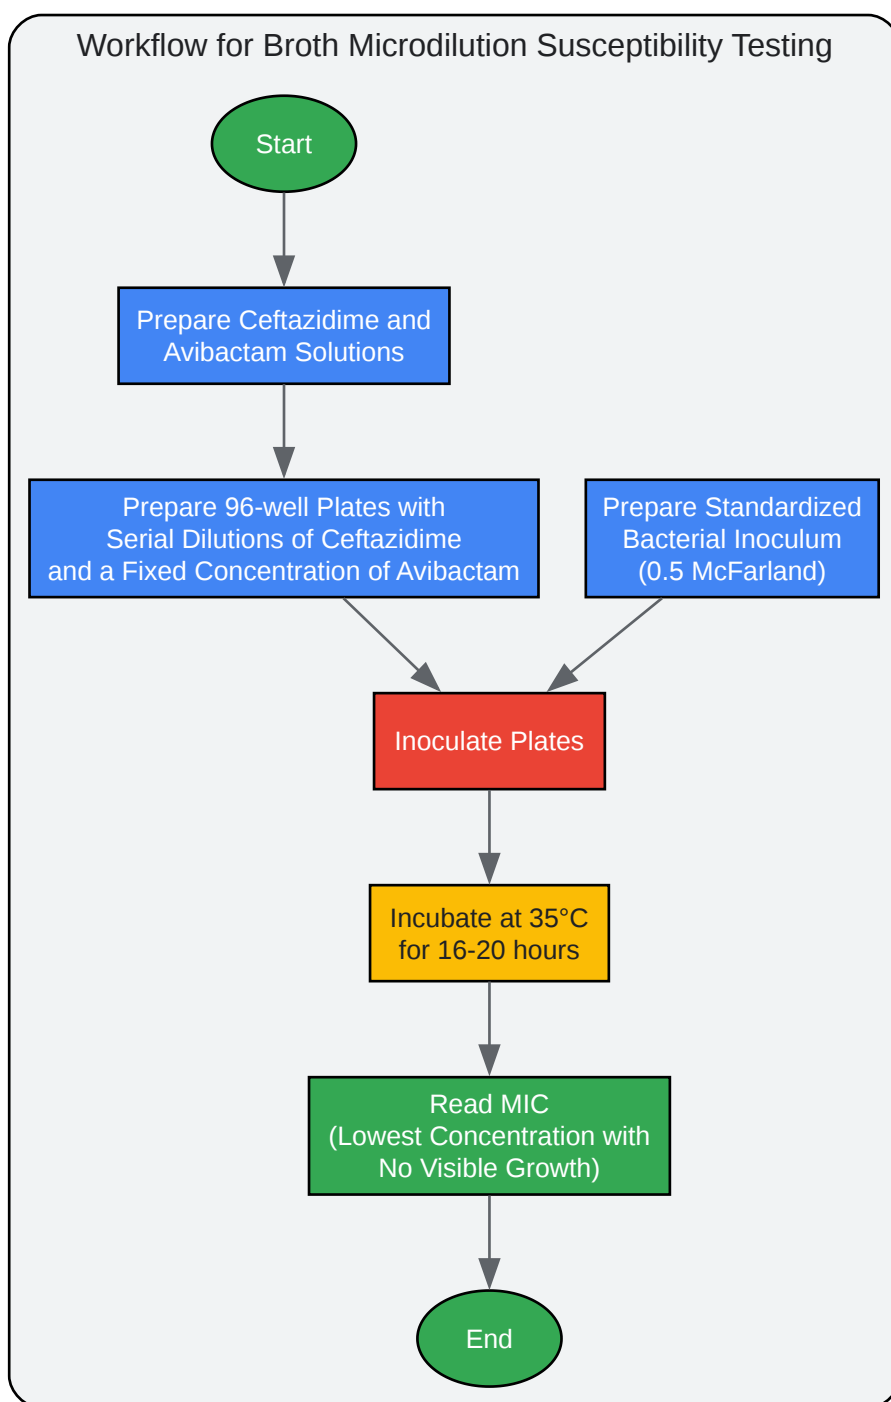 Workflow for Broth Microdilution Susceptibility Testing
Start
Prepare Ceftazidime and
Avibactam Solutions
Prepare 96-well Plates with
Serial Dilutions of Ceftazidime
and a Fixed Concentration of Avibactam
Prepare Standardized
Bacterial Inoculum
(0.5 McFarland)
Inoculate Plates
Incubate at 35°C
for 16-20 hours
Read MIC
(Lowest Concentration with
No Visible Growth)
End